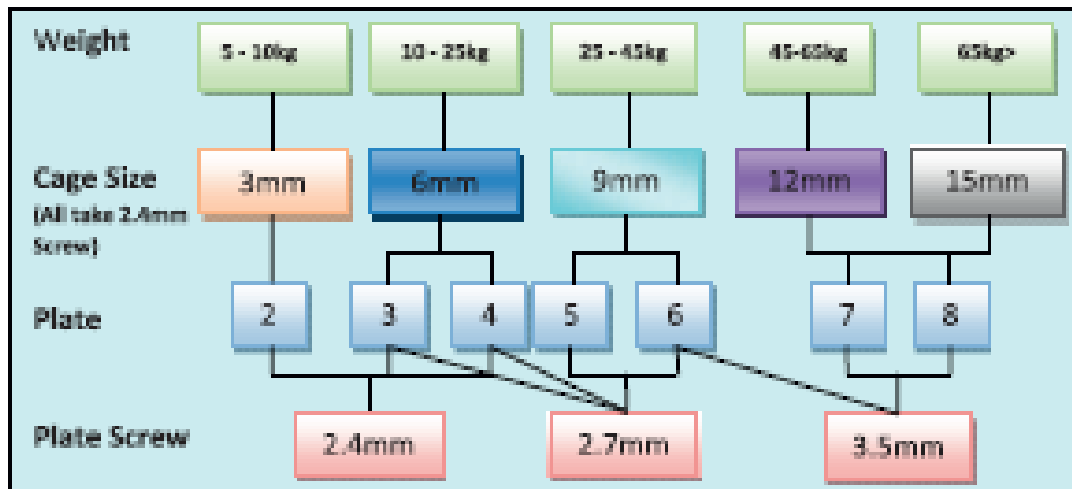 Weight
5 - 10kg
10 - 25kg
25 - 45kg
45-65kg
65kg>
Cage Size
(All take 2.4mm
Screw)
3mm
6mm
9mm
12mm
15mm
Plate
2
3
4
5
6
7
8
Plate Screw
2.4mm
2.7mm
3.5mm